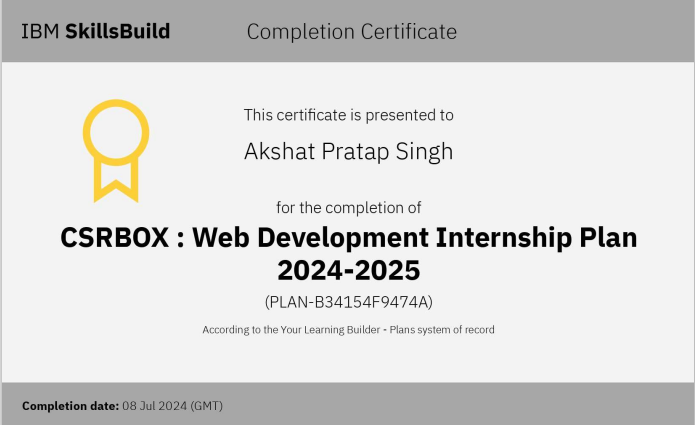 IBM SkillsBuild
Completion Certificate
This certificate is presented to
Akshat Pratap Singh
for the completion of
CSRBOX : Web Development Internship Plan
2024-2025
(PLAN-B34154F9474A)
According to the Your Learning Builder - Plans system of record
Completion date: 08 Jul 2024 (GMT)